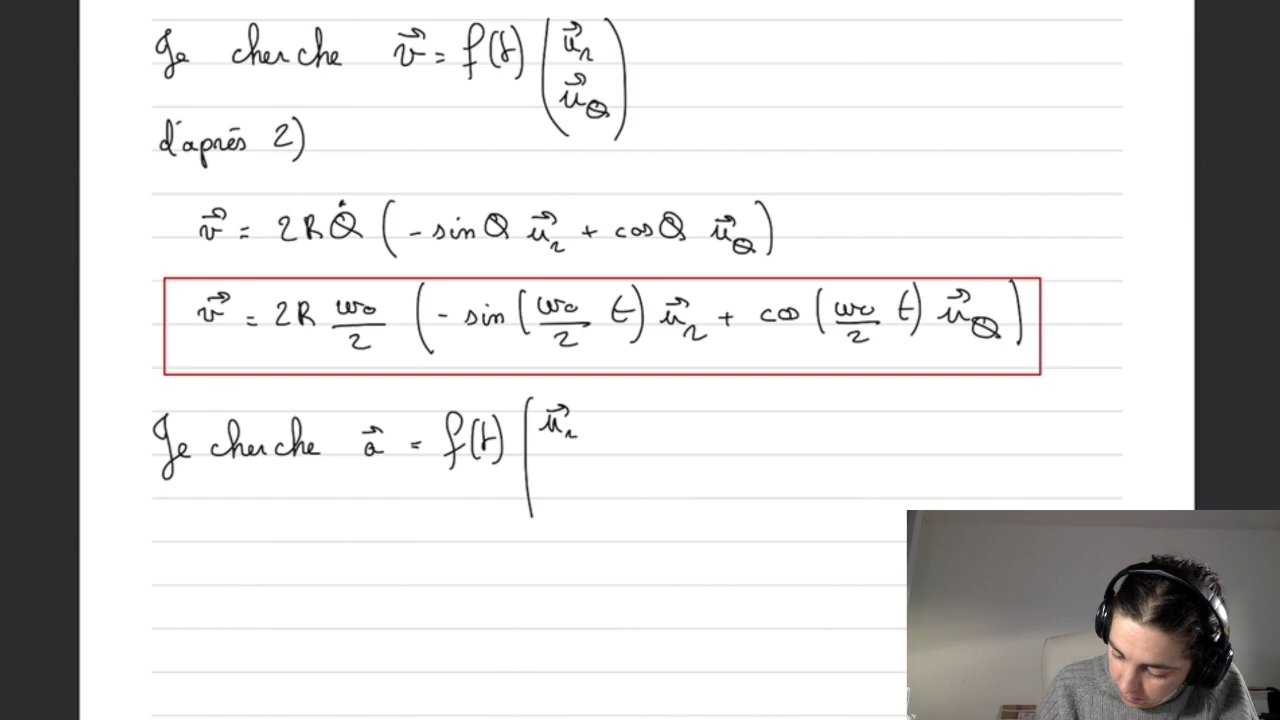 Je cherche v⃗ = f(t) (u⃗r
u⃗θ)
d'après 2)
v⃗ = 2Rθ̇ (- sinθ u⃗r + cosθ u⃗θ)
v⃗ = 2R ω₀/2 (- sin(ω₀/2 t) u⃗r + cos(ω₀/2 t) u⃗θ)
Je cherche a⃗ = f(t) | u⃗r